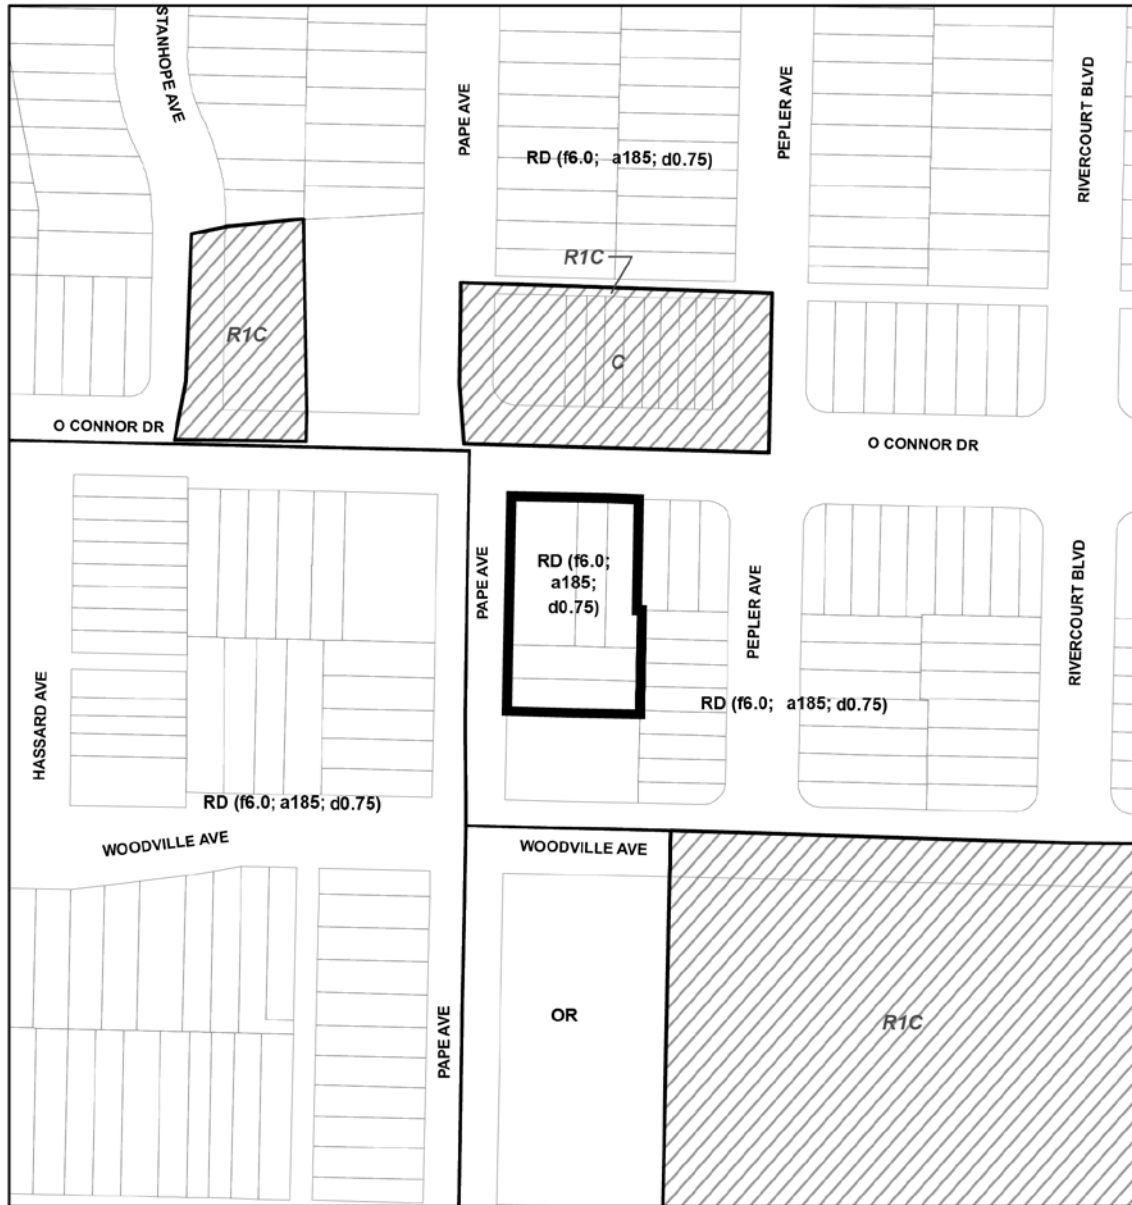 STANHOPE AVE
PAPE AVE
PEPLER AVE
RIVERCOURT BLVD
RD (f6.0; a185; d0.75)
R1C
R1C
C
O CONNOR DR
O CONNOR DR
PAPE AVE
RD (f6.0;
a185;
d0.75)
PEPLER AVE
RIVERCOURT BLVD
HASSARD AVE
RD (f6.0; a185; d0.75)
RD (f6.0; a185; d0.75)
WOODVILLE AVE
WOODVILLE AVE
PAPE AVE
OR
R1C